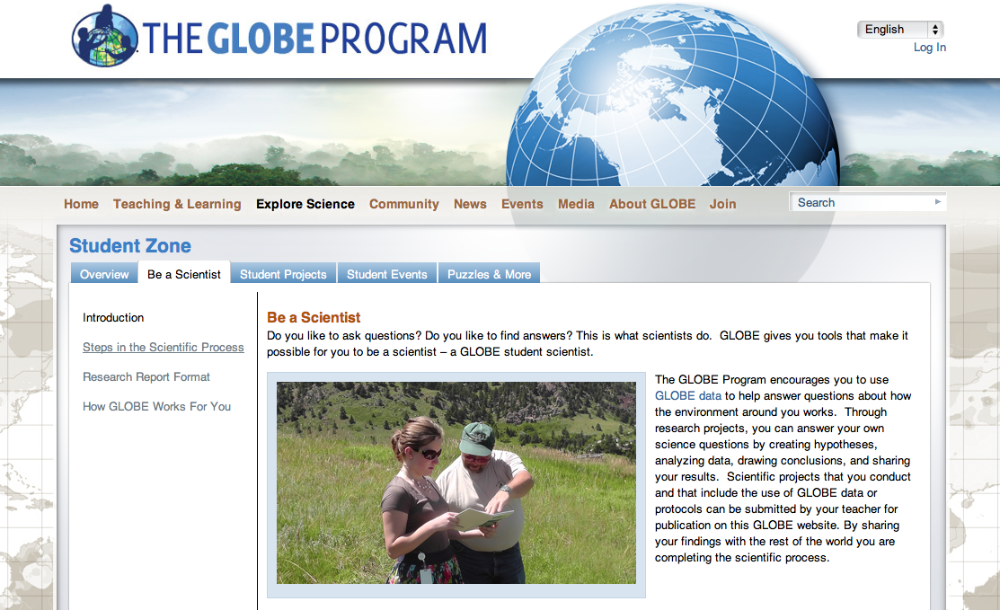 THE GLOBE PROGRAM
English
Log In
Home Teaching & Learning Explore Science Community News Events Media About GLOBE Join
Search
Student Zone
Overview Be a Scientist Student Projects Student Events Puzzles & More
Introduction
Steps in the Scientific Process
Research Report Format
How GLOBE Works For You
Be a Scientist
Do you like to ask questions? Do you like to find answers? This is what scientists do.  GLOBE gives you tools that make it
possible for you to be a scientist – a GLOBE student scientist.
The GLOBE Program encourages you to use
GLOBE data to help answer questions about how
the environment around you works.  Through
research projects, you can answer your own
science questions by creating hypotheses,
analyzing data, drawing conclusions, and sharing
your results.  Scientific projects that you conduct
and that include the use of GLOBE data or
protocols can be submitted by your teacher for
publication on this GLOBE website. By sharing
your findings with the rest of the world you are
completing the scientific process.